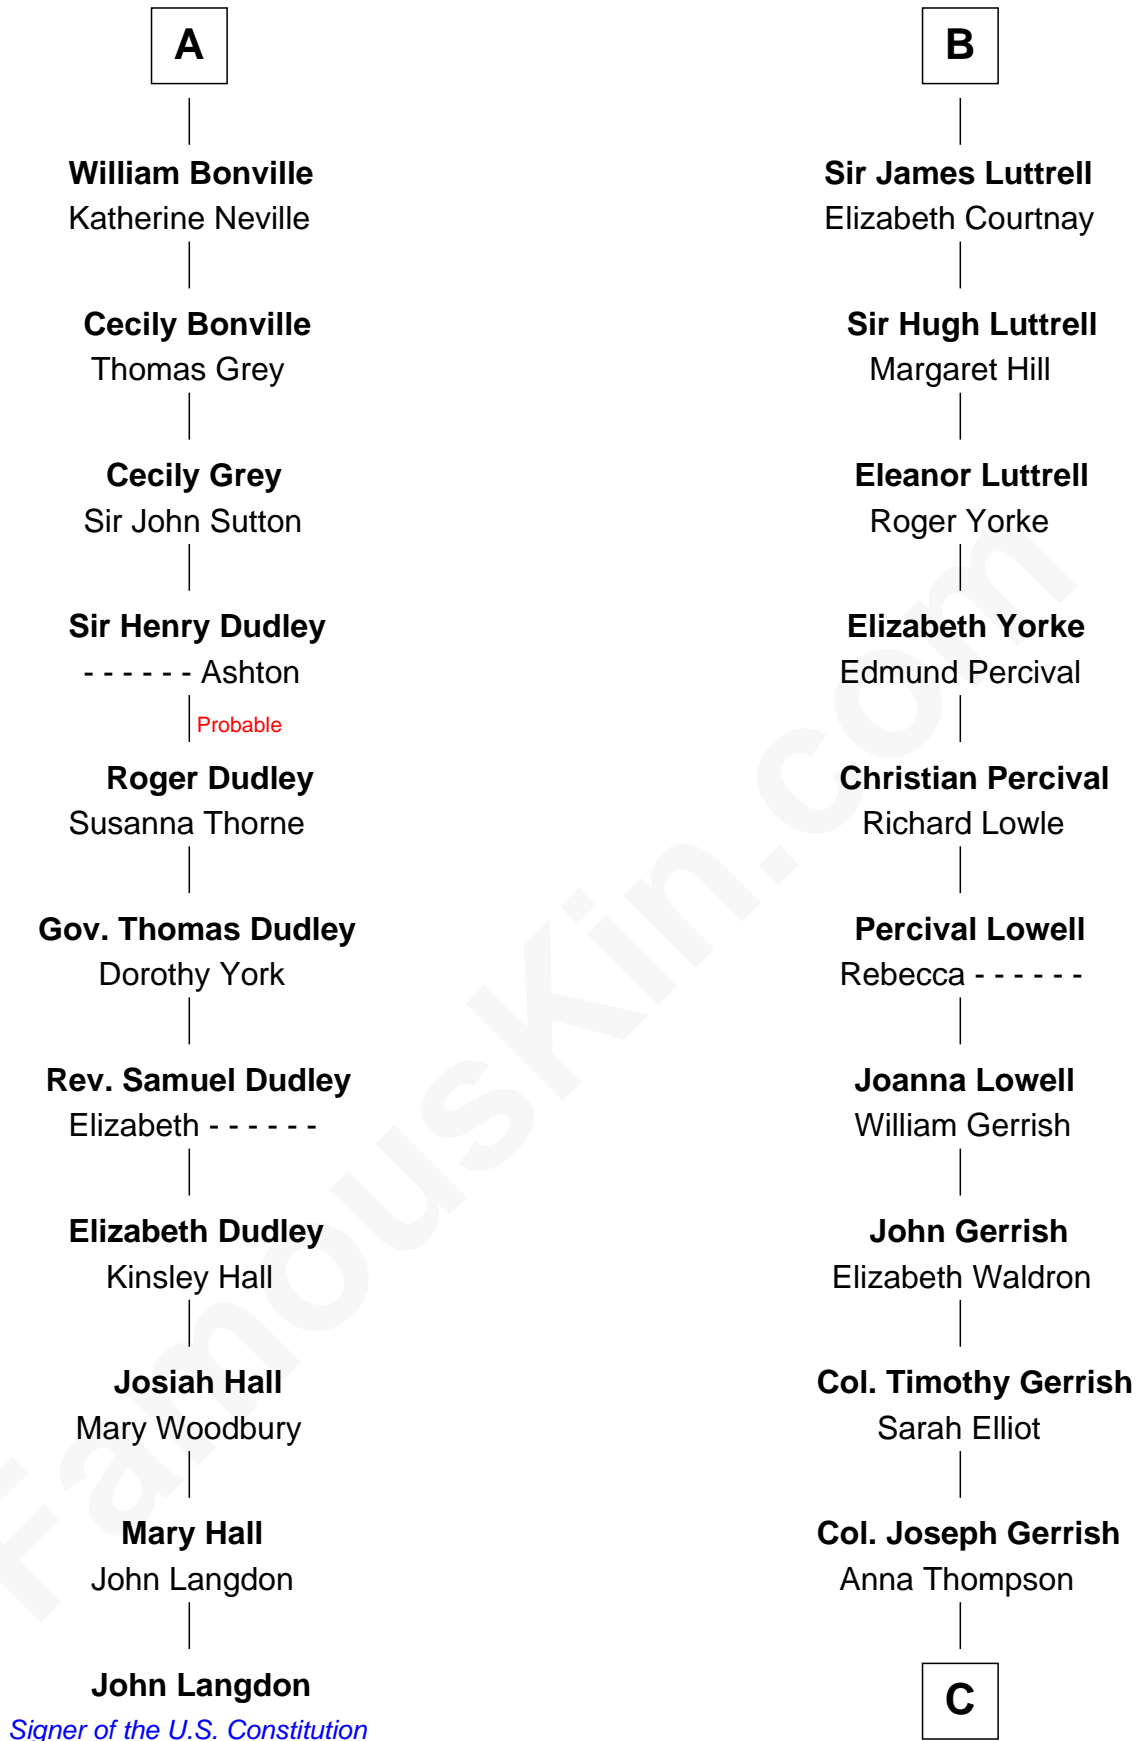 A
William Bonville
Katherine Neville
Cecily Bonville
Thomas Grey
Cecily Grey
Sir John Sutton
Sir Henry Dudley
- - - - - - Ashton
Probable
Roger Dudley
Susanna Thorne
Gov. Thomas Dudley
Dorothy York
Rev. Samuel Dudley
Elizabeth - - - - - -
Elizabeth Dudley
Kinsley Hall
Josiah Hall
Mary Woodbury
Mary Hall
John Langdon
John Langdon
Signer of the U.S. Constitution
B
Sir James Luttrell
Elizabeth Courtnay
Sir Hugh Luttrell
Margaret Hill
Eleanor Luttrell
Roger Yorke
Elizabeth Yorke
Edmund Percival
Christian Percival
Richard Lowle
Percival Lowell
Rebecca - - - - - -
Joanna Lowell
William Gerrish
John Gerrish
Elizabeth Waldron
Col. Timothy Gerrish
Sarah Elliot
Col. Joseph Gerrish
Anna Thompson
C
FamousKin.com